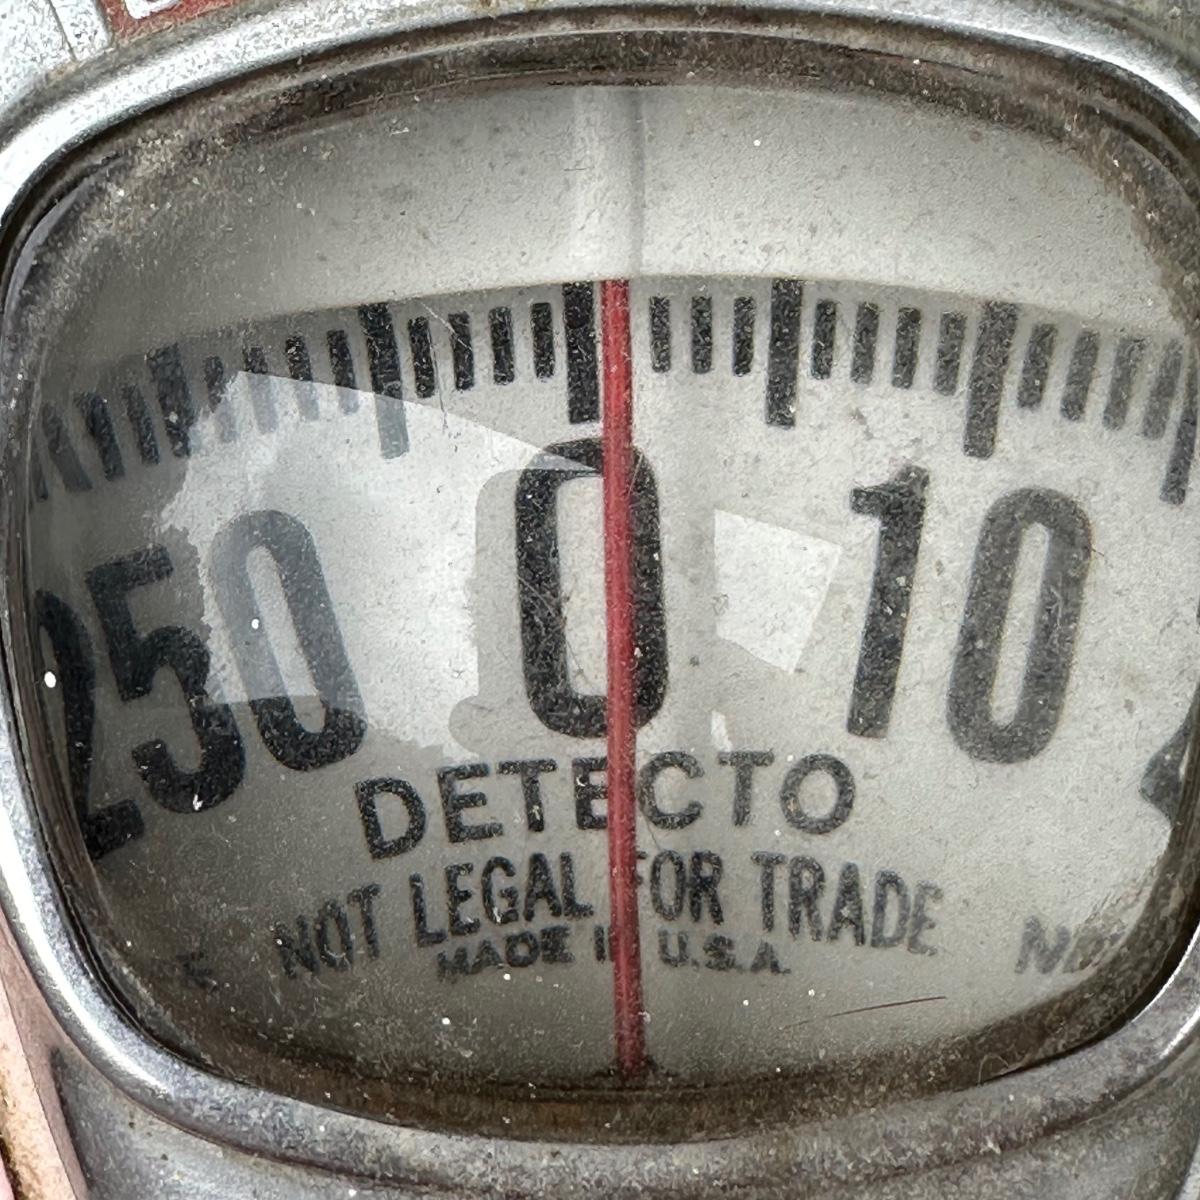 250 0 10
DETECTO
NOT LEGAL FOR TRADE
MADE IN U.S.A.